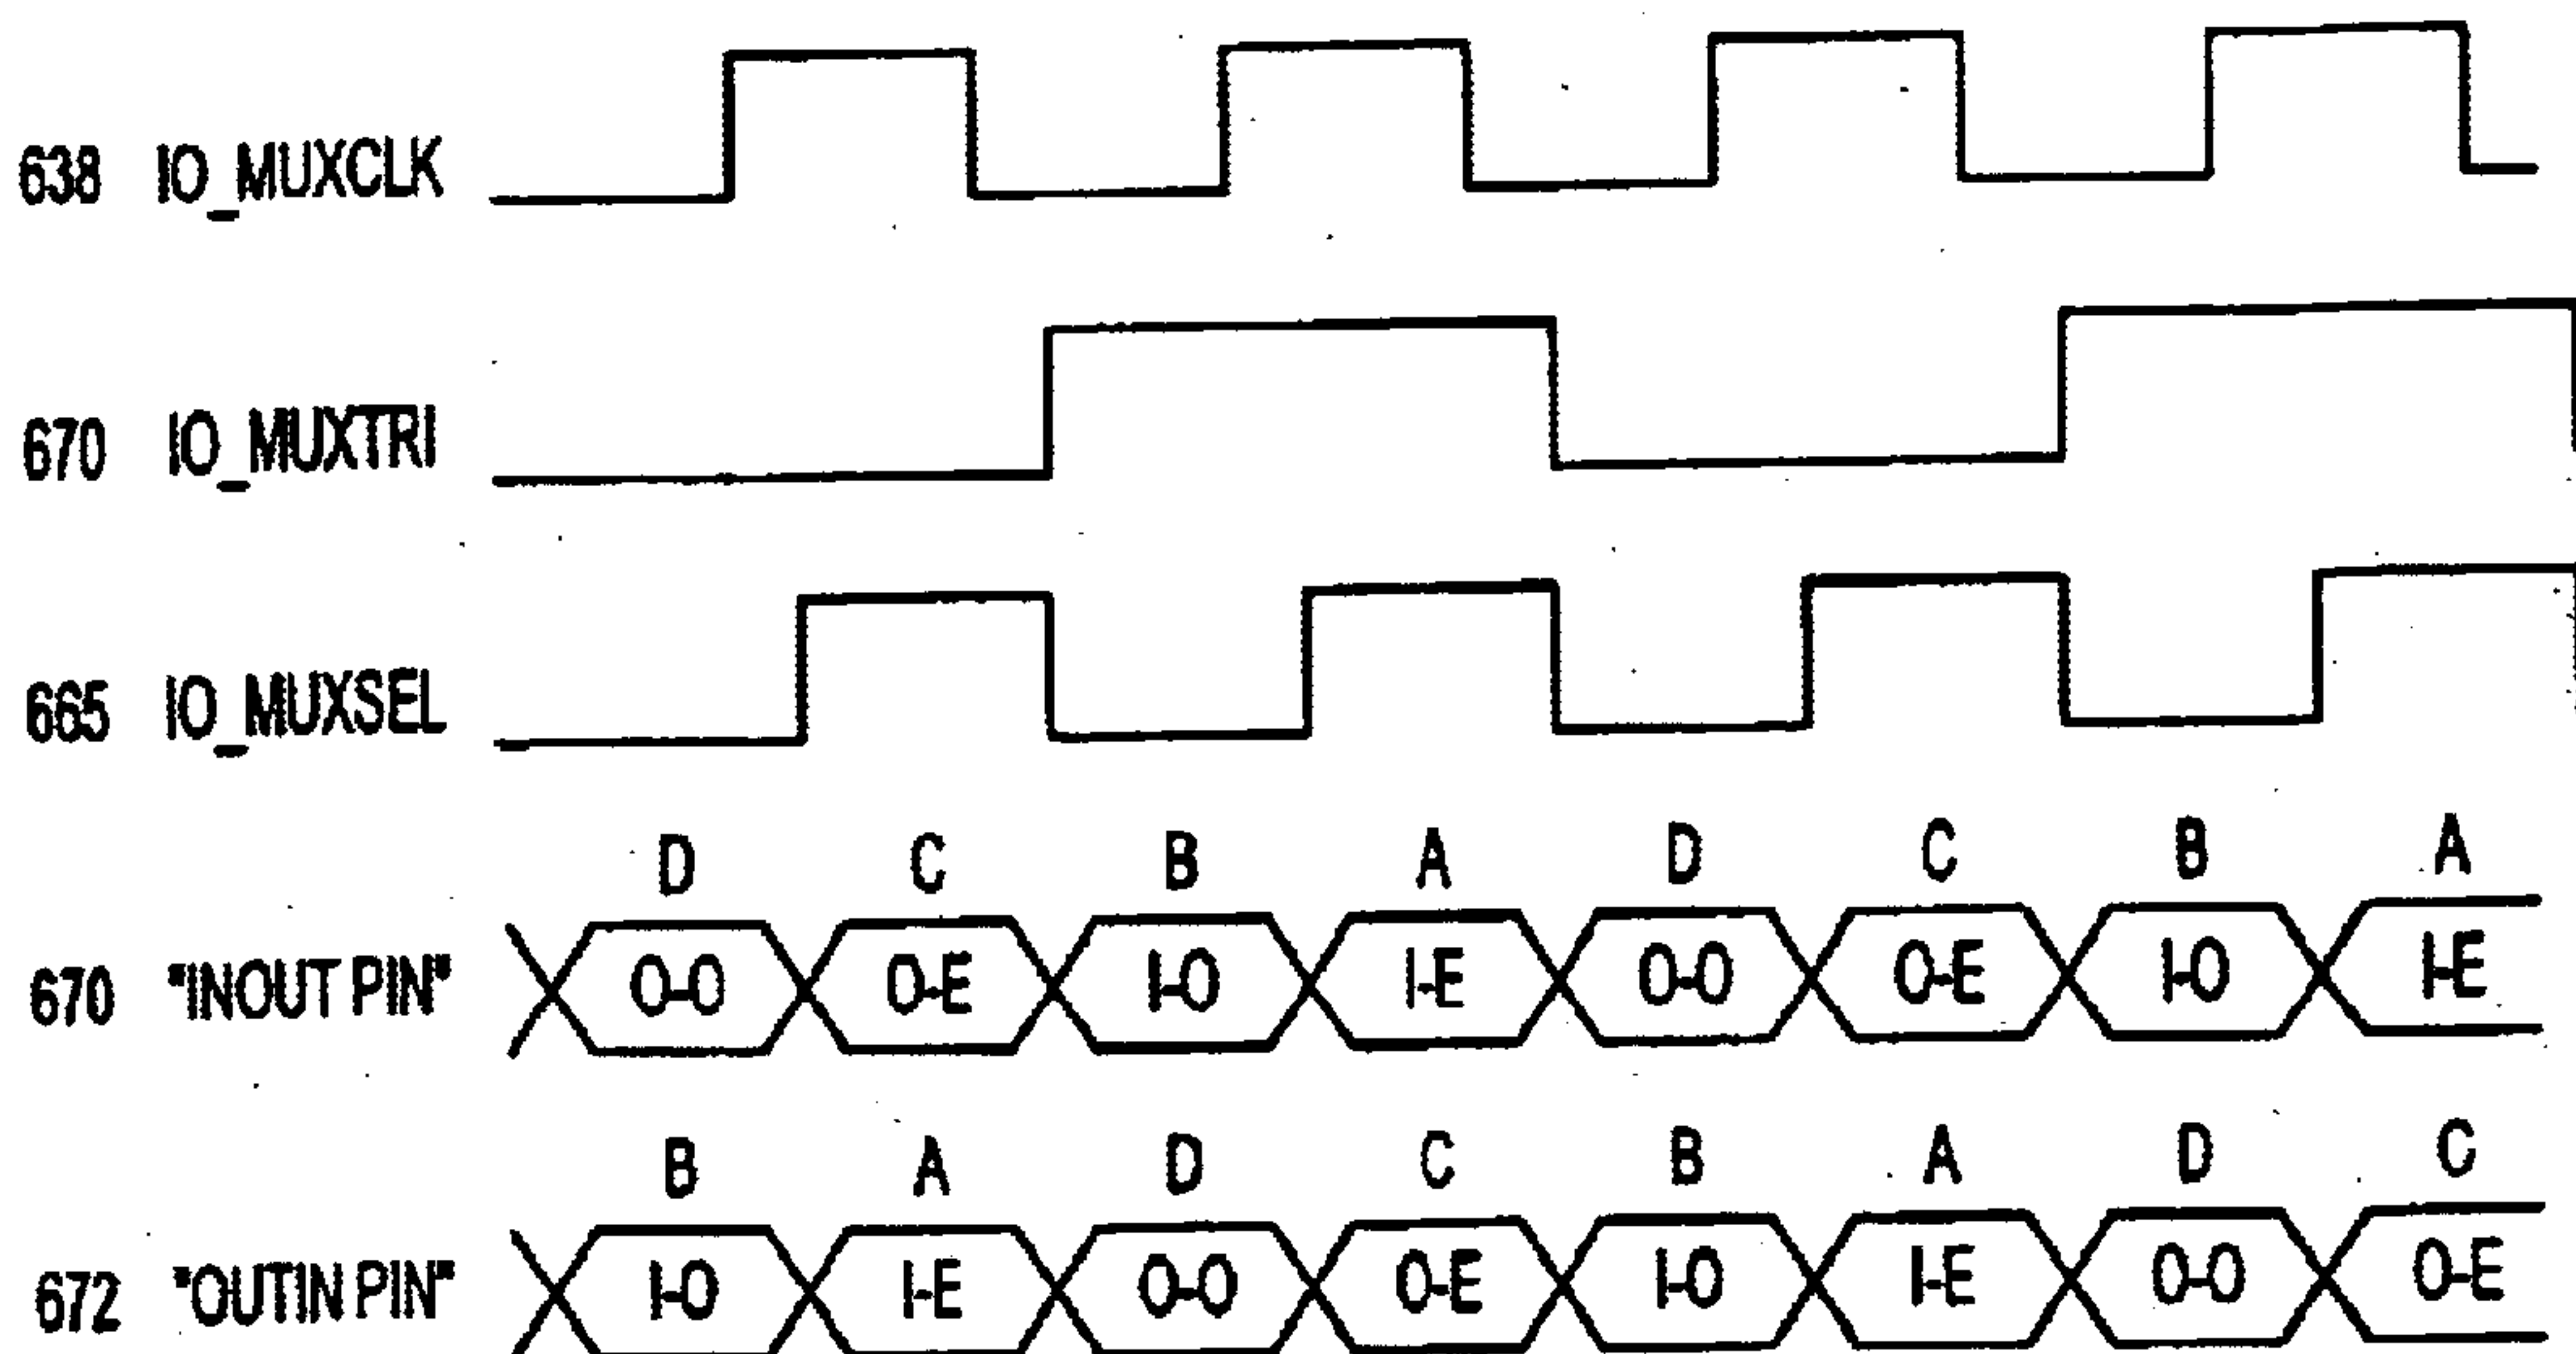 638 IO_MUXCLK
670 IO_MUXTRI
665 IO_MUXSEL
D C B A D C B A
670 "INOUT PIN" O-O O-E I-O I-E O-O O-E I-O I-E
B A D C B A D C
672 "OUTIN PIN" I-O I-E O-O O-E I-O I-E O-O O-E